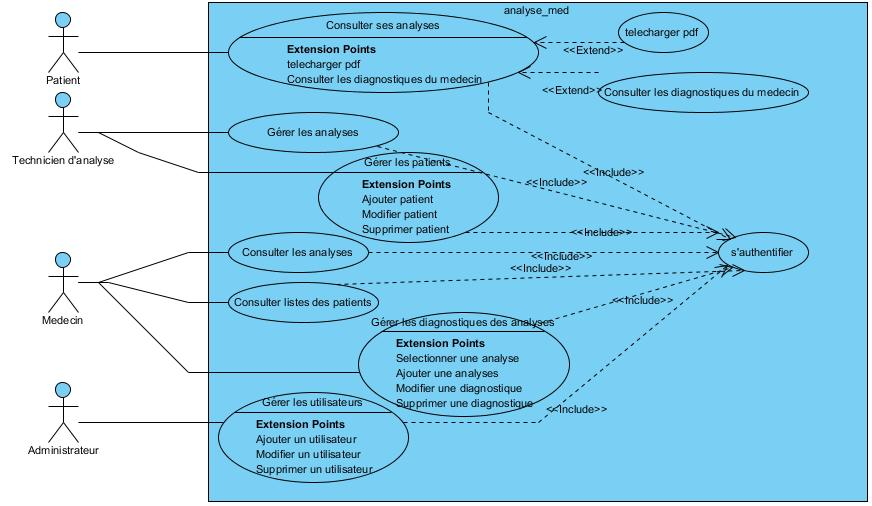 analyse_med
Consulter ses analyses
Extension Points
telecharger pdf
Consulter les diagnostiques du medecin
telecharger pdf
<<Extend>>
<<Extend>>
Consulter les diagnostiques du medecin
Patient
Gérer les analyses
Technicien d'analyse
Gérer les patients
Extension Points
Ajouter patient
Modifier patient
Supprimer patient
<<Include>>
<<Include>>
<<Include>>
Consulter les analyses
<<Include>>
<<Include>>
s'authentifier
Consulter listes des patients
<<Include>>
Medecin
Gérer les diagnostiques des analyses
Extension Points
Selectionner une analyse
Ajouter une analyses
Modifier une diagnostique
Supprimer une diagnostique
<<Include>>
Gérer les utilisateurs
Extension Points
Ajouter un utilisateur
Modifier un utilisateur
Supprimer un utilisateur
Administrateur